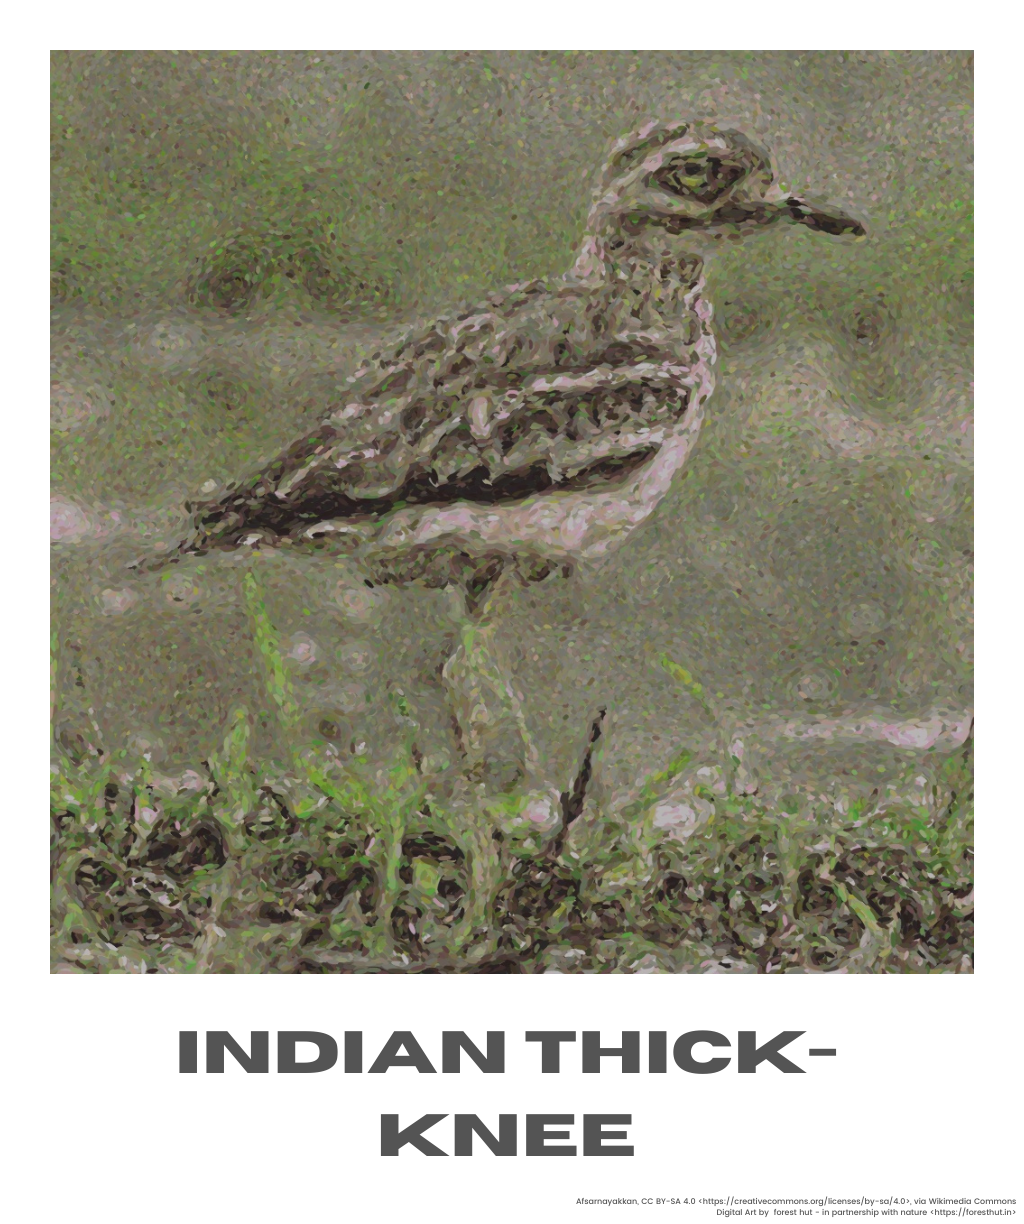 INDIAN THICK-
KNEE
Afsarnayakkan, CC BY-SA 4.0 <https://creativecommons.org/licenses/by-sa/4.0>, via Wikimedia Commons
Digital Art by forest hut - in partnership with nature <https://foresthut.in>